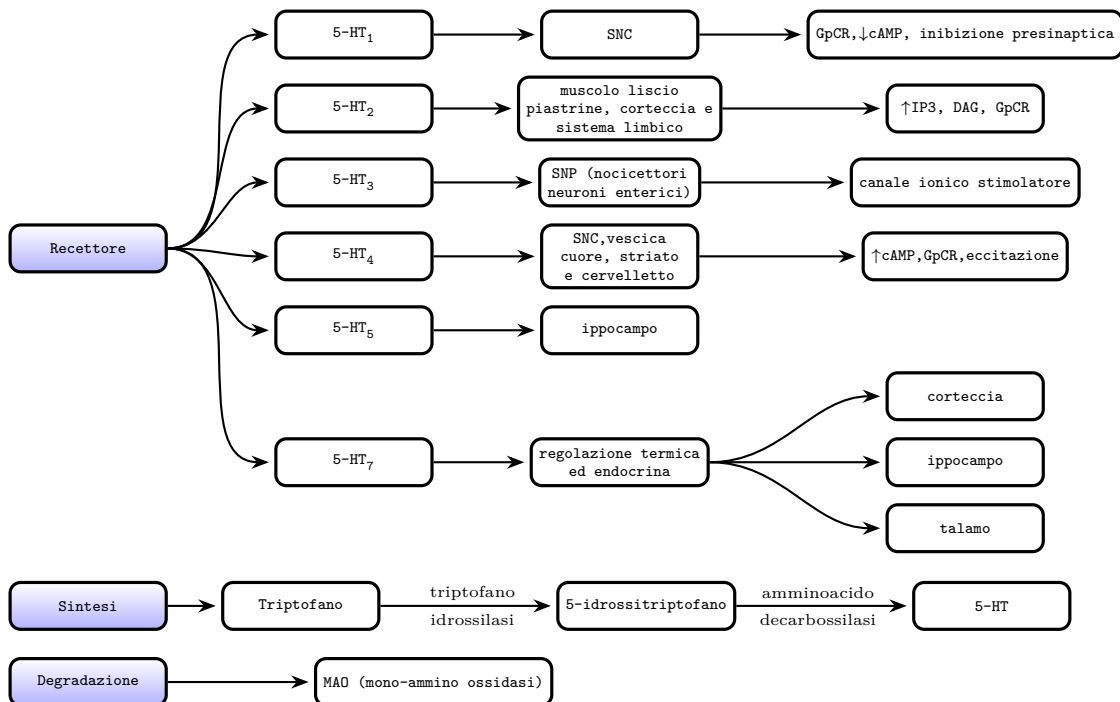 5-HT1
SNC
GpCR,↓cAMP, inibizione presinaptica
5-HT2
muscolo liscio
piastrine, corteccia e
sistema limbico
↑IP3, DAG, GpCR
5-HT3
SNP (nocicettori
neuroni enterici)
canale ionico stimolatore
Recettore
5-HT4
SNC,vescica
cuore, striato
e cervelletto
↑cAMP,GpCR,eccitazione
5-HT5
ippocampo
5-HT7
regolazione termica
ed endocrina
corteccia
ippocampo
talamo
Sintesi
Triptofano
triptofano
idrossilasi
5-idrossitriptofano
amminoacido
decarbossilasi
5-HT
Degradazione
MAO (mono-ammino ossidasi)